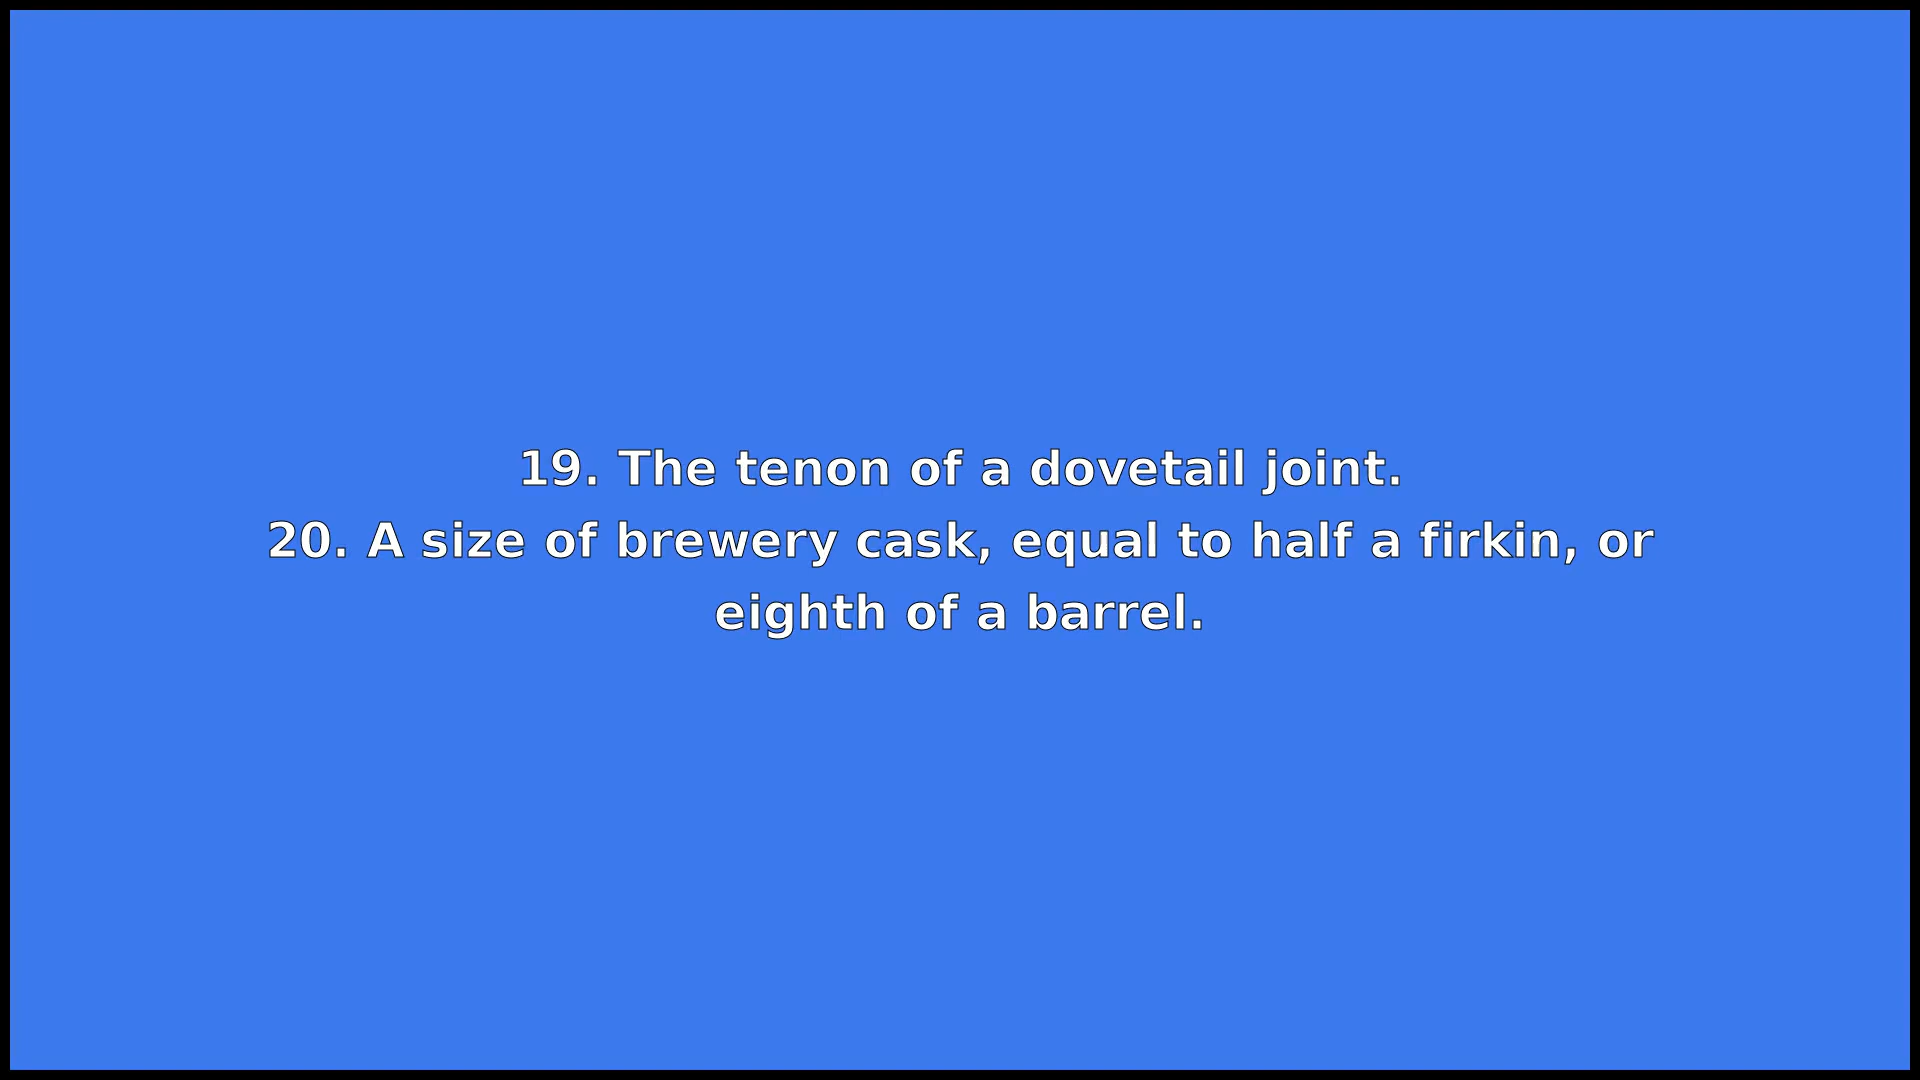 19. The tenon of a dovetail joint.
20. A size of brewery cask, equal to half a firkin, or
eighth of a barrel.